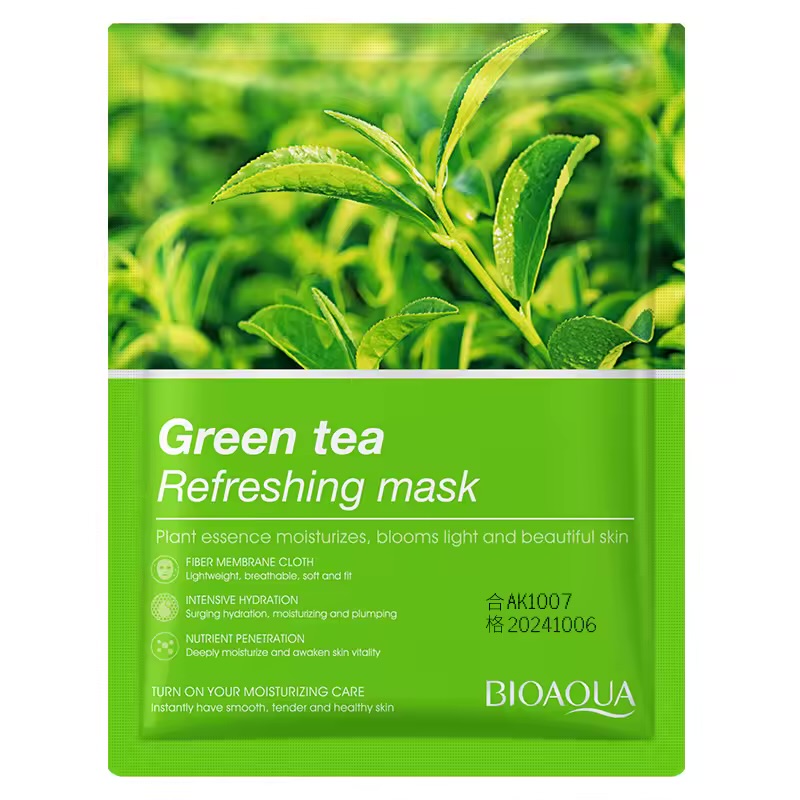 Green tea
Refreshing mask
Plant essence moisturizes, blooms light and beautiful skin
FIBER MEMBRANE CLOTH
Lightweight, breathable, soft and fit
INTENSIVE HYDRATION
Surging hydration, moisturizing and plumping
NUTRIENT PENETRATION
Deeply moisturize and awaken skin vitality
合AK1007
格20241006
TURN ON YOUR MOISTURIZING CARE
Instantly have smooth, tender and healthy skin
BIOAQUA